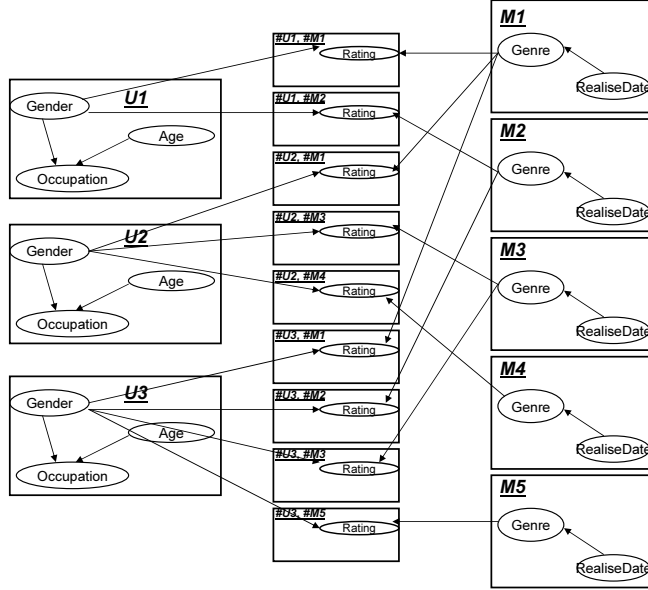 U1
Gender
Age
Occupation
U2
Gender
Age
Occupation
U3
Gender
Age
Occupation
#U1, #M1
Rating
#U1, #M2
Rating
#U2, #M1
Rating
#U2, #M3
Rating
#U2, #M4
Rating
#U3, #M1
Rating
#U3, #M2
Rating
#U3, #M3
Rating
#U3, #M5
Rating
M1
Genre
RealiseDate
M2
Genre
RealiseDate
M3
Genre
RealiseDate
M4
Genre
RealiseDate
M5
Genre
RealiseDate